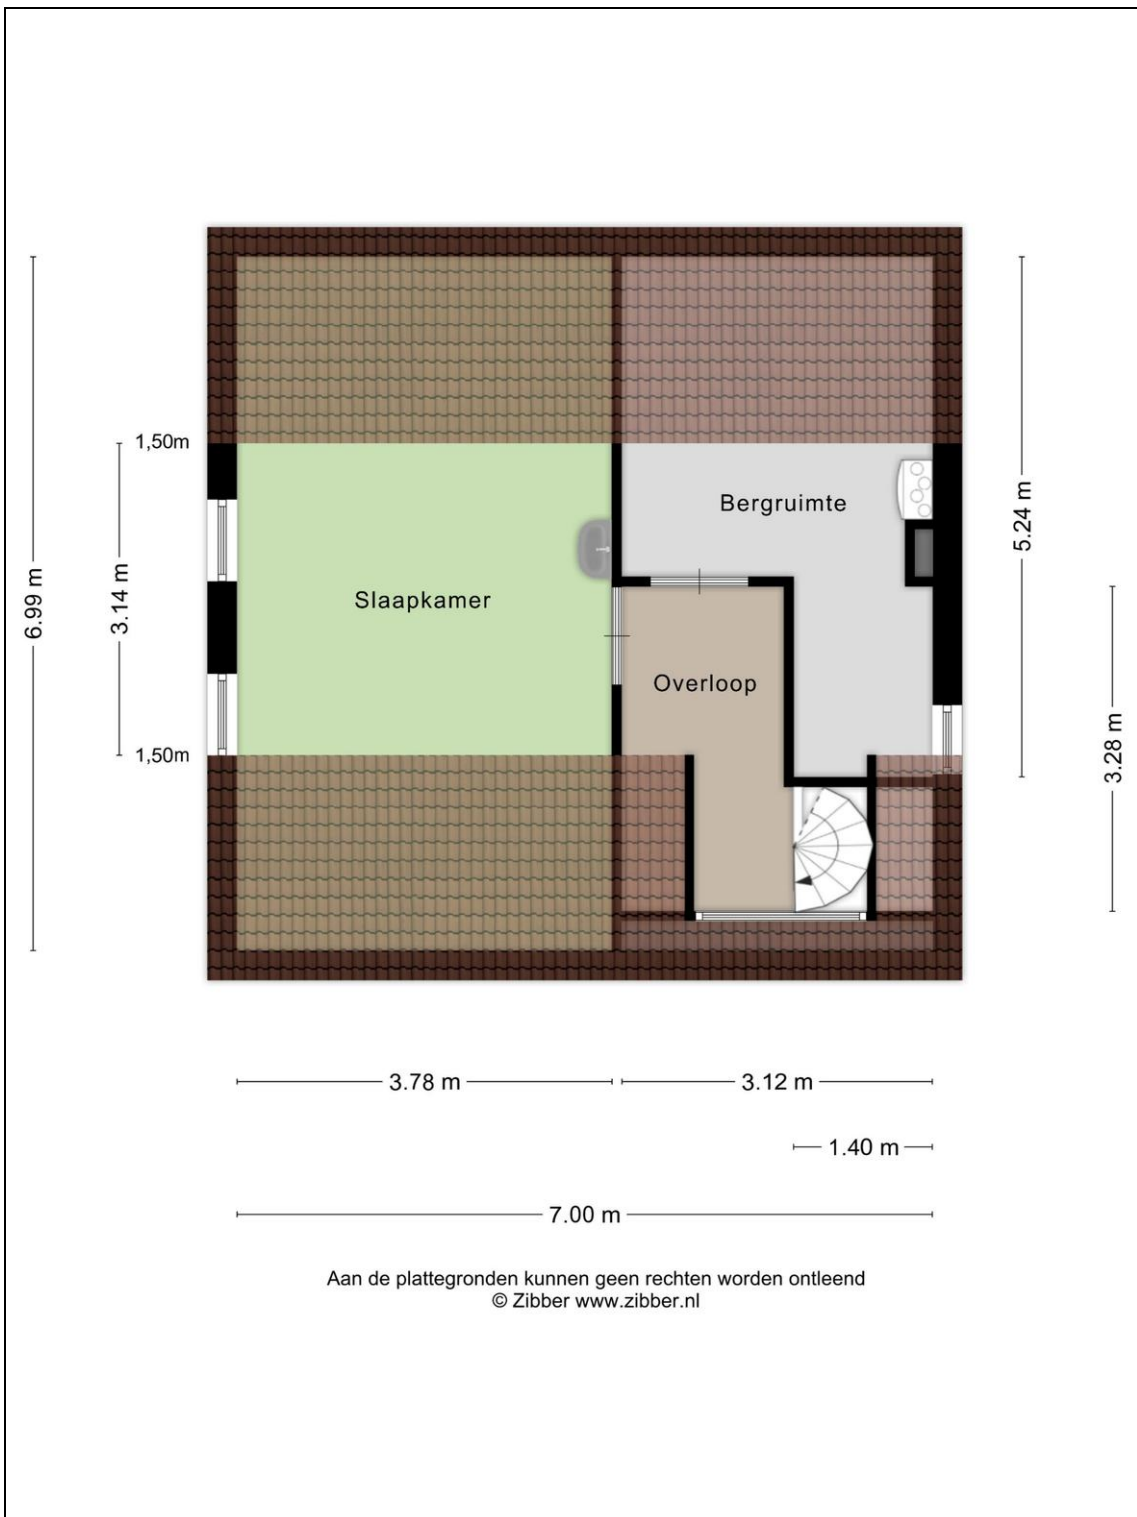 1,50m
6.99 m
3.14 m
Bergruimte
5.24 m
Slaapkamer
Overloop
3.28 m
1,50m
3.78 m
3.12 m
1.40 m
7.00 m
Aan de plattegronden kunnen geen rechten worden ontleend
© Zibber www.zibber.nl